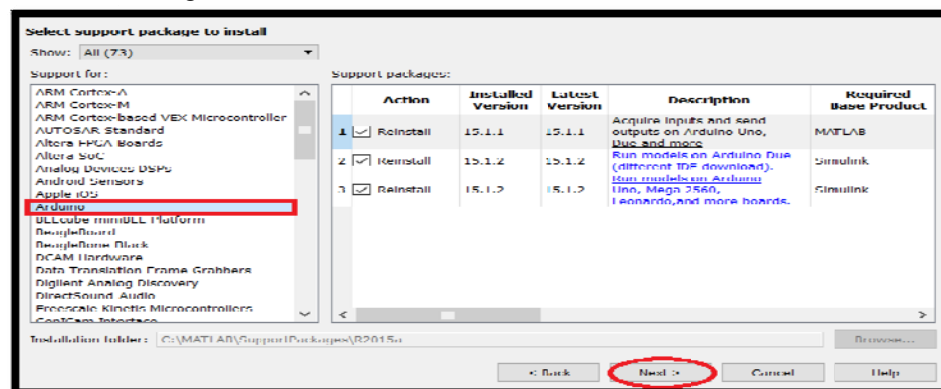 Select support package to install
Show: All (73)
Support for:
Support packages:
ARM Cortex-A
ARM Cortex-M
ARM Cortex-based VEX Microcontroller
AUTOSAR Standard
Altera FPGA Boards
Altera SoC
Analog Devices DSPs
Android Sensors
Apple iOS
Arduino
BEEcube miniBEE Platform
BeagleBoard
BeagleBone Black
DCAM Hardware
Data Translation Frame Grabbers
Digilent Analog Discovery
DirectSound Audio
Freescale Kinetis Microcontrollers
GenICam Interface
Action Installed Version Latest Version Description Required Base Product
1 Reinstall 15.1.1 15.1.1 Acquire inputs and send outputs on Arduino Uno, Due and more MATLAB
2 Reinstall 15.1.2 15.1.2 Run models on Arduino Due (different IDE download). Simulink
3 Reinstall 15.1.2 15.1.2 Run models on Arduino Uno, Mega 2560, Leonardo,and more boards. Simulink
Installation folder: C:\MATLAB\SupportPackages\R2015a
Browse...
< Back Next > Cancel Help